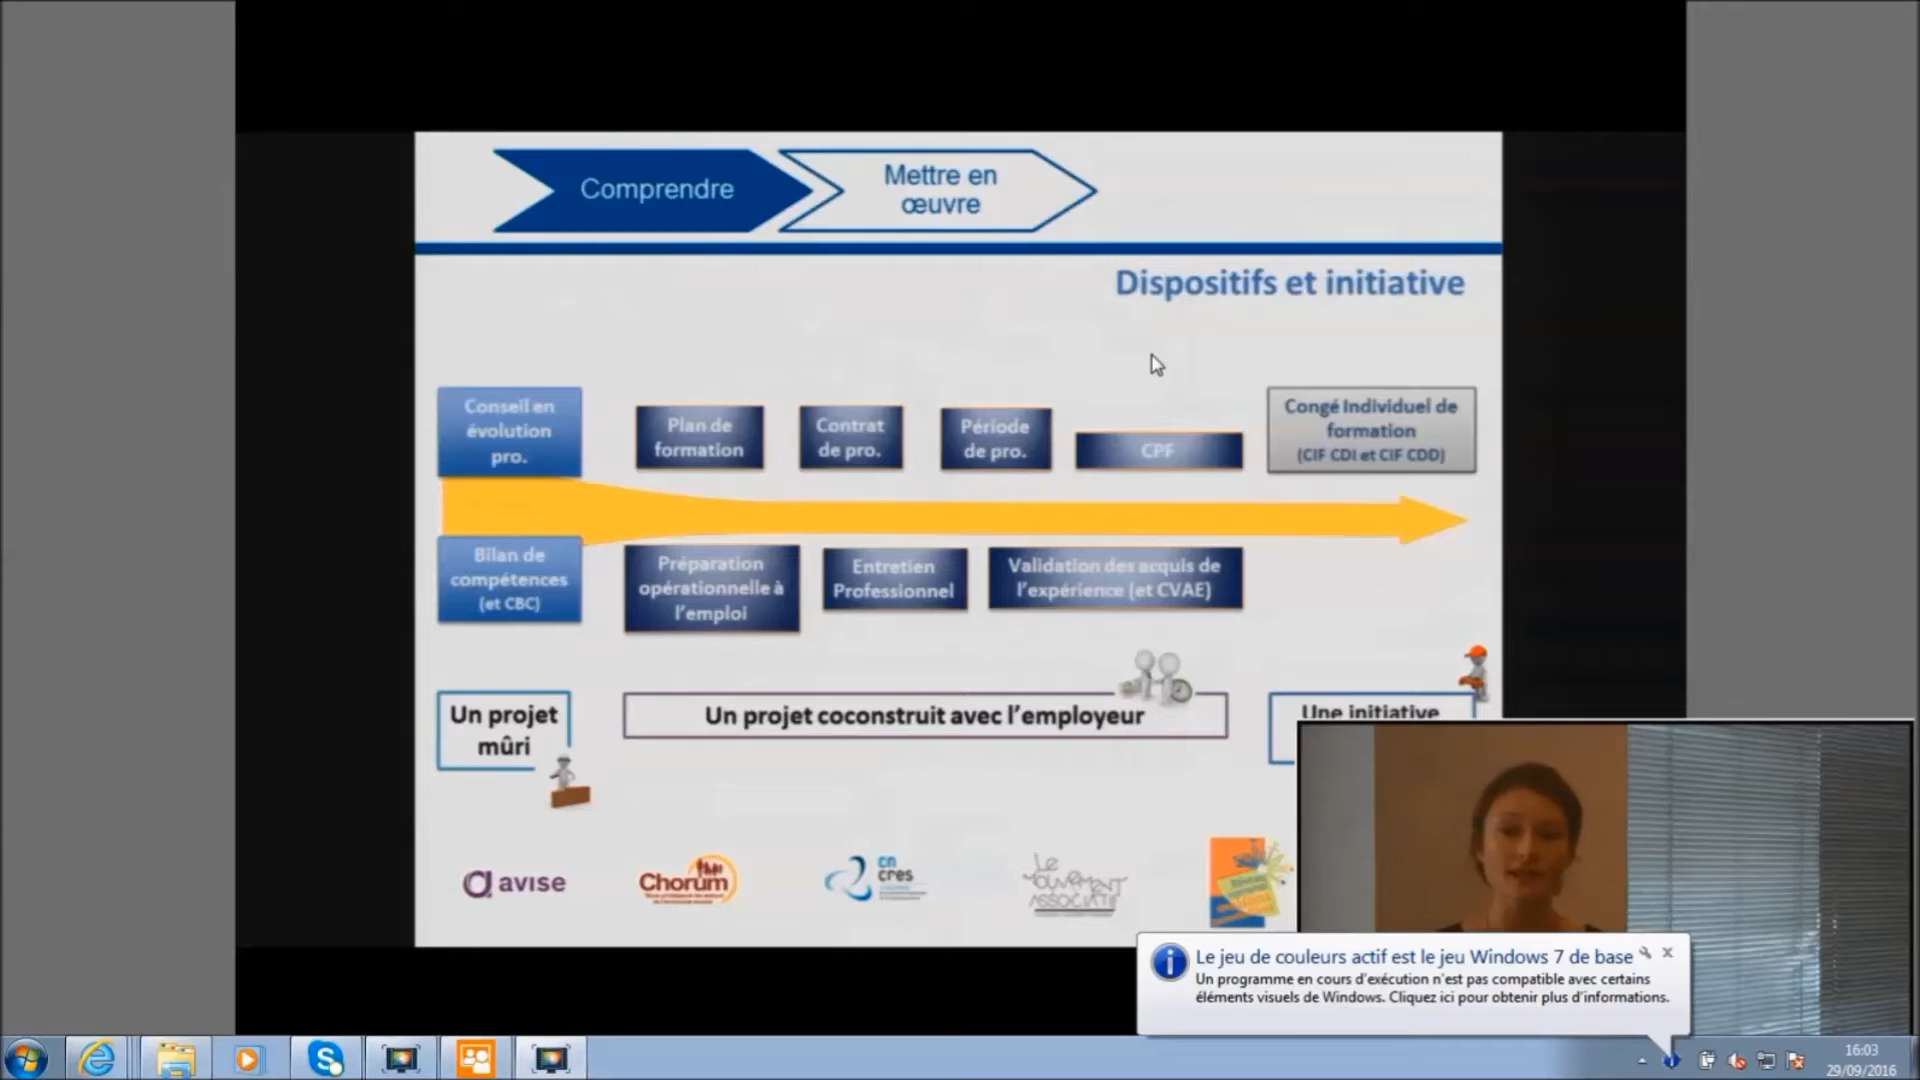 Comprendre
Mettre en
œuvre
Dispositifs et initiative
Conseil en
évolution
pro.
Plan de
formation
Contrat
de pro.
Période
de pro.
CPF
Congé Individuel de
formation
(CIF CDI et CIF CDD)
Bilan de
compétences
(et CBC)
Préparation
opérationnelle à
l'emploi
Entretien
Professionnel
Validation des acquis de
l'expérience (et CVAE)
Un projet
mûri
Un projet coconstruit avec l'employeur
Une initiative
avise
Chorum
cn
cres
Le
mouvement
associatif
Le jeu de couleurs actif est le jeu Windows 7 de base
Un programme en cours d'exécution n'est pas compatible avec certains
éléments visuels de Windows. Cliquez ici pour obtenir plus d'informations.
16:03
29/09/2016